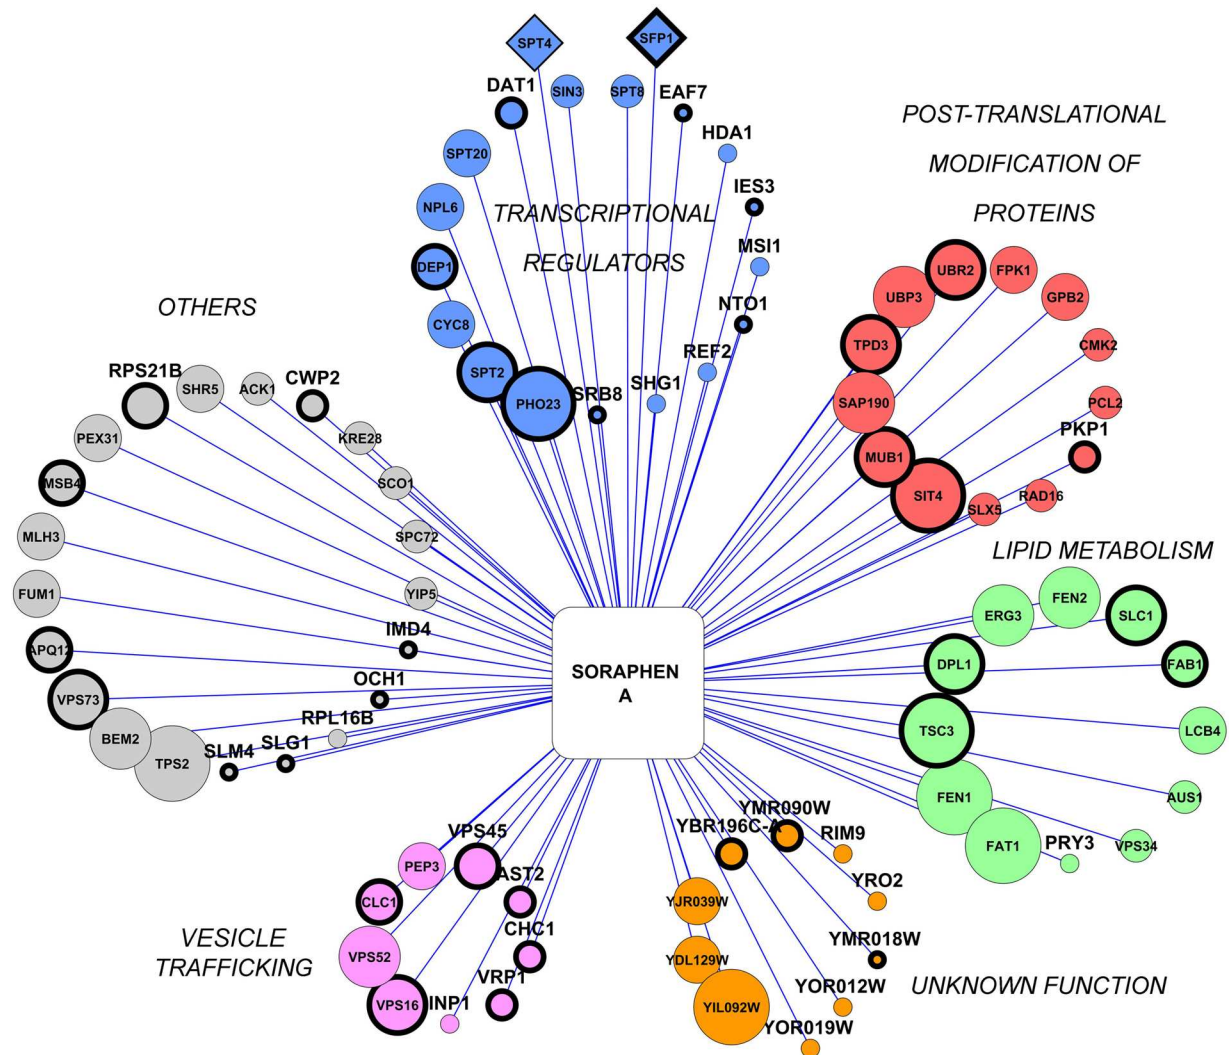 SPT4
SFP1
DAT1
SIN3
SPT8
EAF7
HDA1
SPT20
IES3
NPL6
TRANSCRIPTIONAL
REGULATORS
MSI1
DEP1
NTO1
CYC8
REF2
SPT2
PHO23
SRB8
SHG1
POST-TRANSLATIONAL
MODIFICATION OF
PROTEINS
UBR2
FPK1
UBP3
GPB2
TPD3
CMK2
SAP190
PCL2
PKP1
MUB1
SIT4
SLX5
RAD16
OTHERS
RPS21B
SHR5
ACK1
CWP2
PEX31
KRE28
MSB4
SCO1
MLH3
SPC72
FUM1
YIP5
APQ12
IMD4
VPS73
OCH1
BEM2
RPL16B
TPS2
SLM4
SLG1
SORAPHEN
A
LIPID METABOLISM
ERG3
FEN2
SLC1
DPL1
FAB1
TSC3
LCB4
FEN1
AUS1
FAT1
PRY3
VPS34
VESICLE
TRAFFICKING
PEP3
VPS45
CLC1
AST2
VPS52
CHC1
VPS16
INP1
VRP1
YMR090W
YBR196C-A
RIM9
YJR039W
YRO2
YDL129W
YMR018W
YIL092W
YOR012W
YOR019W
UNKNOWN FUNCTION